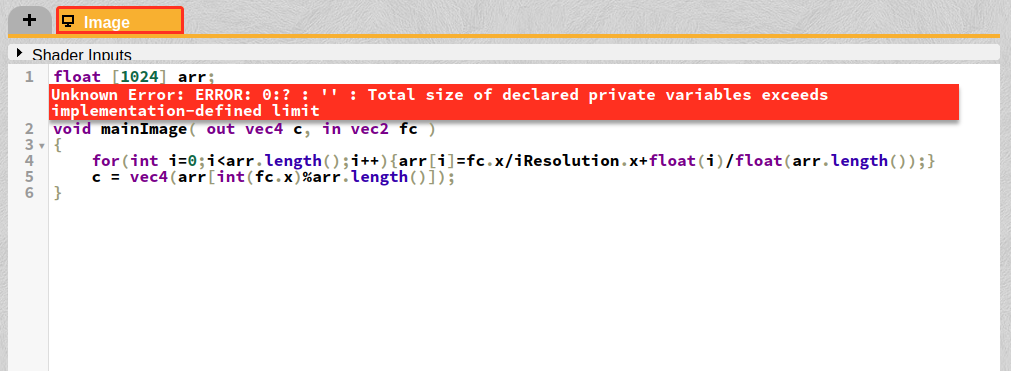 + Image
Shader Inputs
1 float [1024] arr;
Unknown Error: ERROR: 0:? : '' : Total size of declared private variables exceeds
implementation-defined limit
2 void mainImage( out vec4 c, in vec2 fc )
3 {
4 for(int i=0;i<arr.length();i++){arr[i]=fc.x/iResolution.x+float(i)/float(arr.length());}
5 c = vec4(arr[int(fc.x)%arr.length()]);
6 }